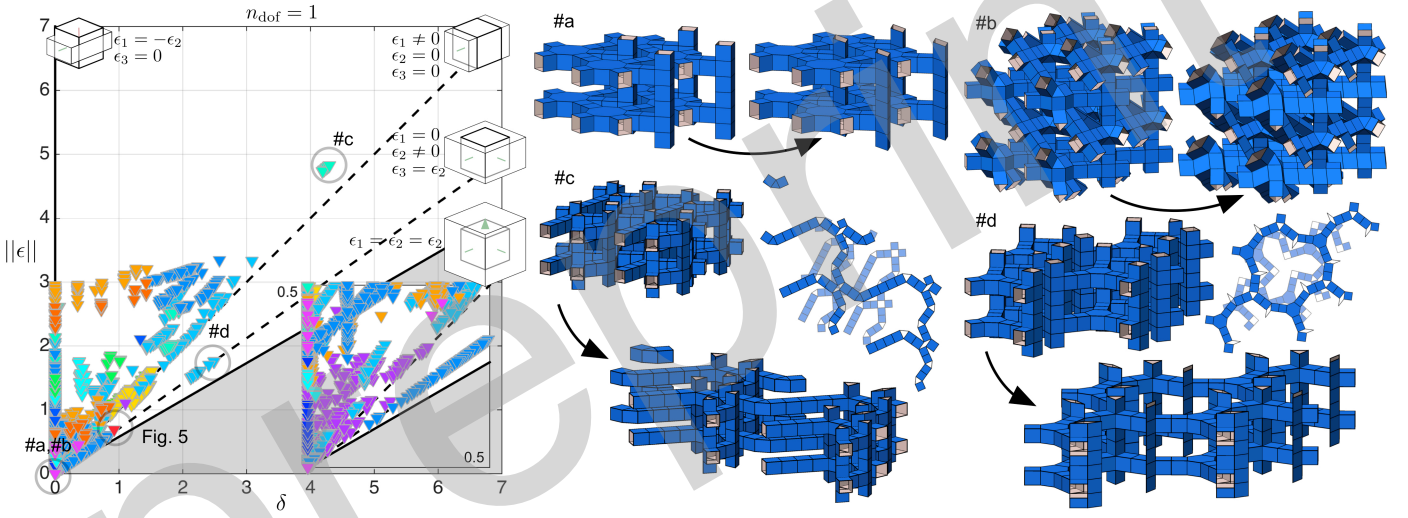 n_dof = 1
7
6
5
4
3
2
1
0
||ϵ||
0 1 2 3 4 5 6 7
δ
ϵ₁ = −ϵ₂
ϵ₃ = 0
ϵ₁ ≠ 0
ϵ₂ = 0
ϵ₃ = 0
ϵ₁ = 0
ϵ₂ ≠ 0
ϵ₃ = ϵ₂
ϵ₁ = ϵ₂ = ϵ₂
#c
#d
#a,#b
Fig. 5
0.5
0.5
#a
#b
#c
#d
preprint